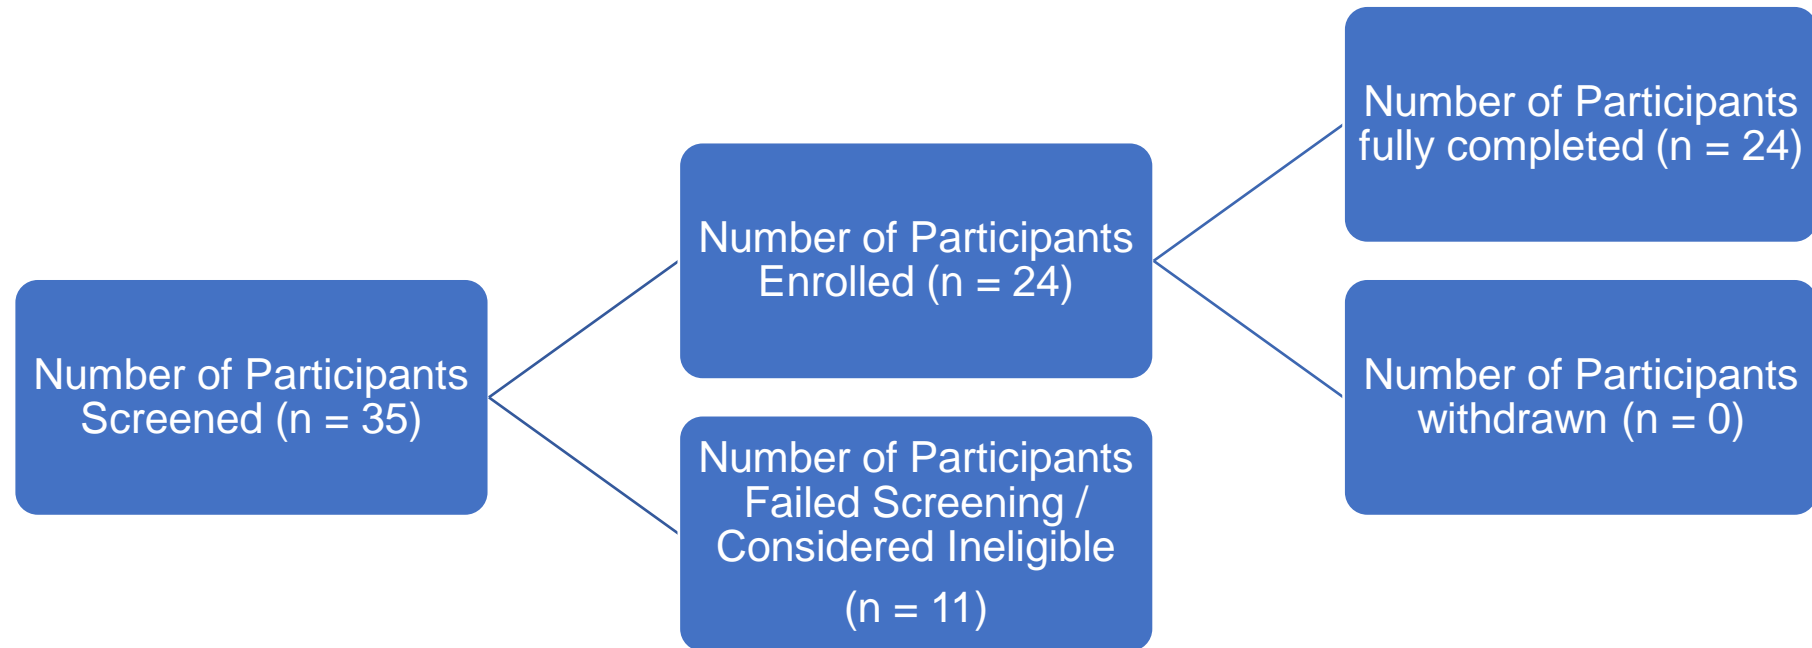 Number of Participants
Screened (n = 35)
Number of Participants
Enrolled (n = 24)
Number of Participants
Failed Screening /
Considered Ineligible
(n = 11)
Number of Participants
fully completed (n = 24)
Number of Participants
withdrawn (n = 0)